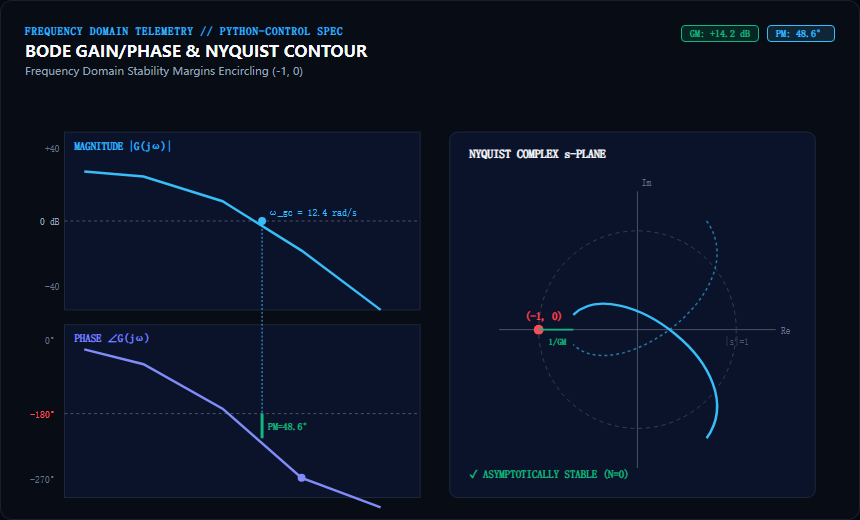 FREQUENCY DOMAIN TELEMETRY // PYTHON-CONTROL SPEC
BODE GAIN/PHASE & NYQUIST CONTOUR
Frequency Domain Stability Margins Encircling (-1, 0)
GM: +14.2 dB
PM: 48.6°
MAGNITUDE |G(jω)|
+40
0 dB
-40
ω_gc = 12.4 rad/s
PHASE ∠G(jω)
0°
-180°
-270°
PM=48.6°
NYQUIST COMPLEX s-PLANE
Im
(-1, 0)
Re
1/GM
|s|=1
✓ ASYMPTOTICALLY STABLE (N=0)